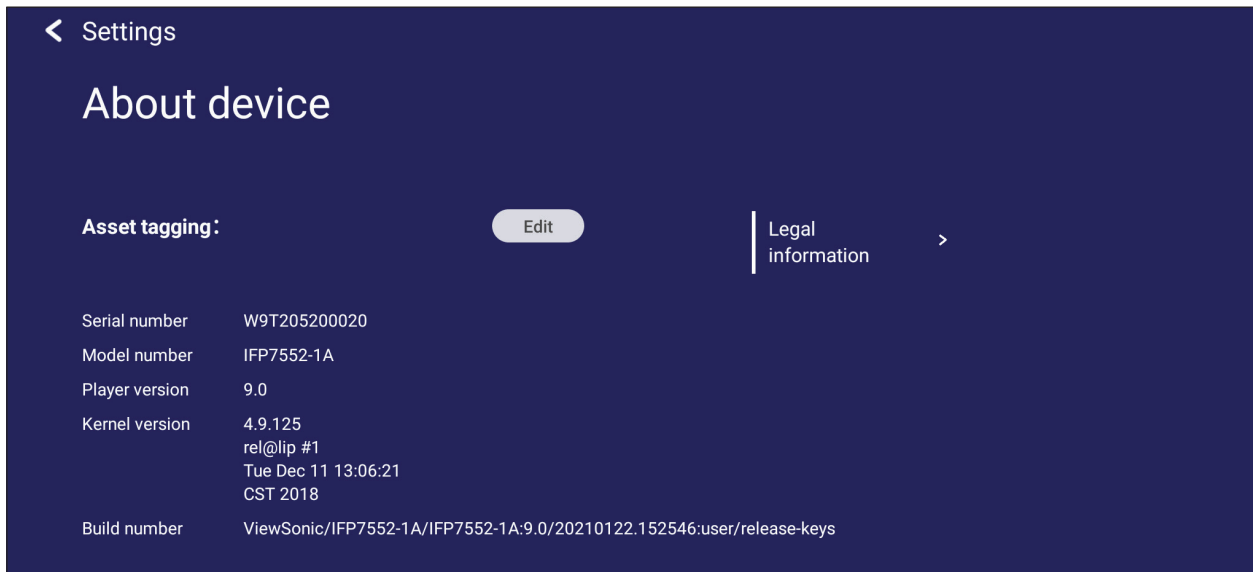 Settings
About device
Asset tagging:
Edit
Legal
information
Serial number W9T205200020
Model number IFP7552-1A
Player version 9.0
Kernel version 4.9.125
rel@lip #1
Tue Dec 11 13:06:21
CST 2018
Build number ViewSonic/IFP7552-1A/IFP7552-1A:9.0/20210122.152546:user/release-keys